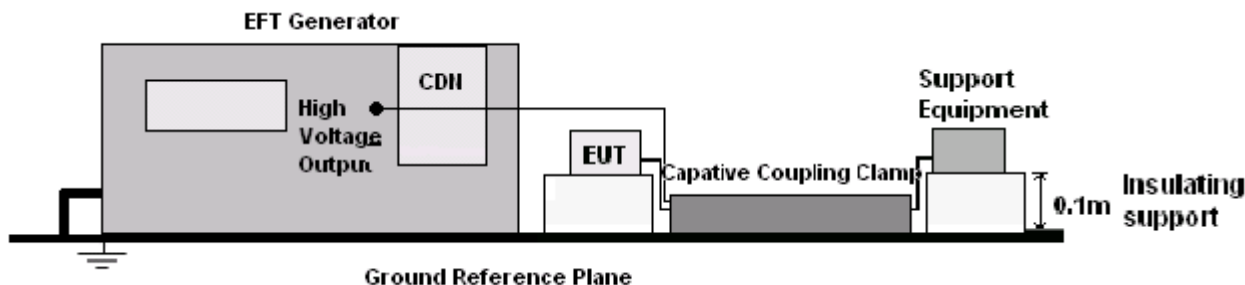 EFT Generator
CDN
High
Voltage
Output
EUT
Capative Coupling Clamp
Support
Equipment
0.1m
Insulating
support
Ground Reference Plane